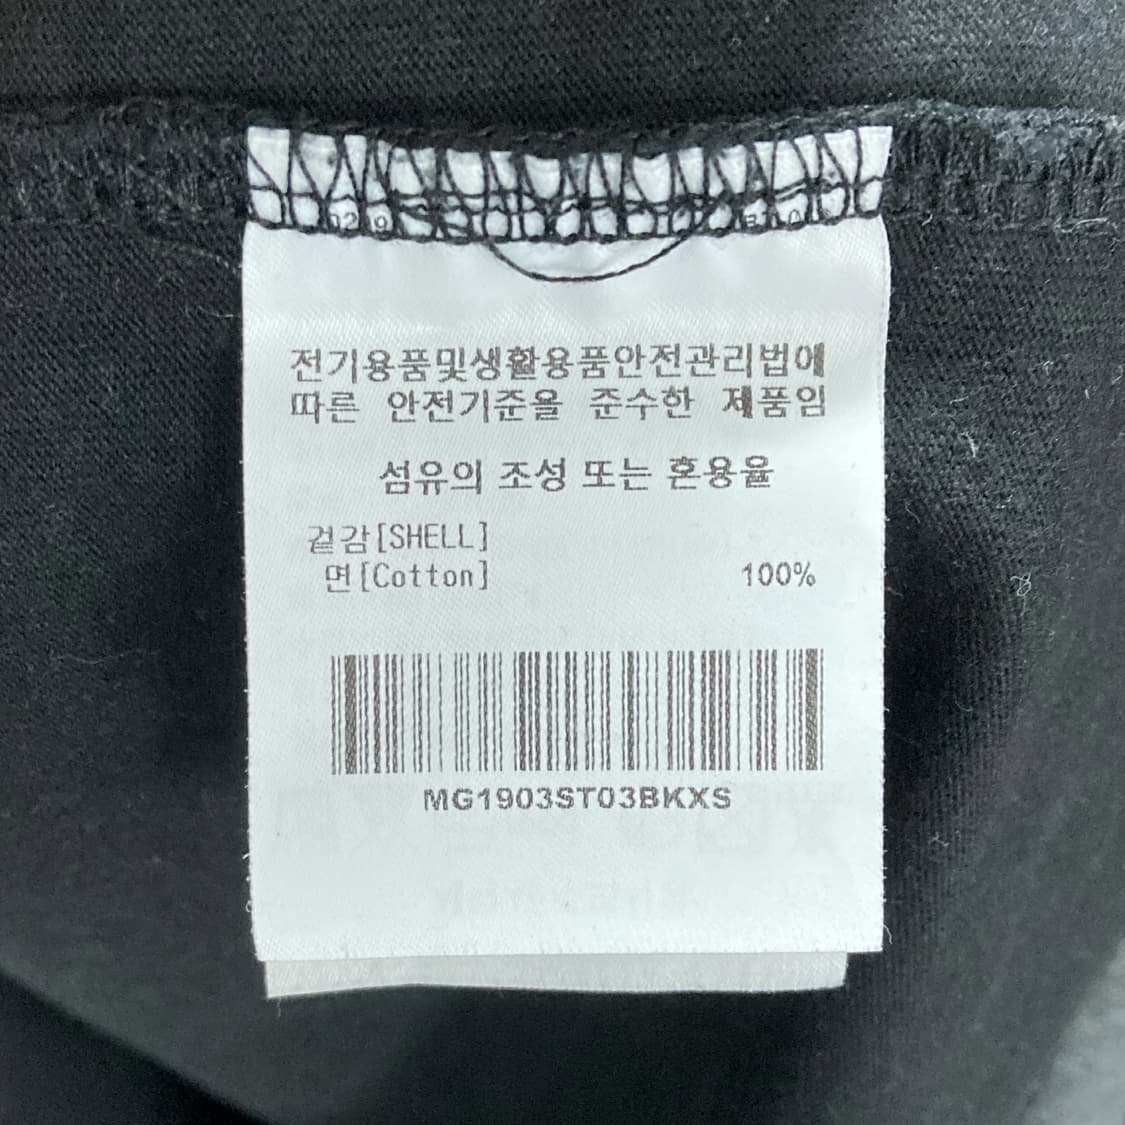 전기용품및생활용품안전관리법에
따른 안전기준을 준수한 제품임
섬유의 조성 또는 혼용율
겉감[SHELL]
면[Cotton] 100%
MG1903ST03BKXS